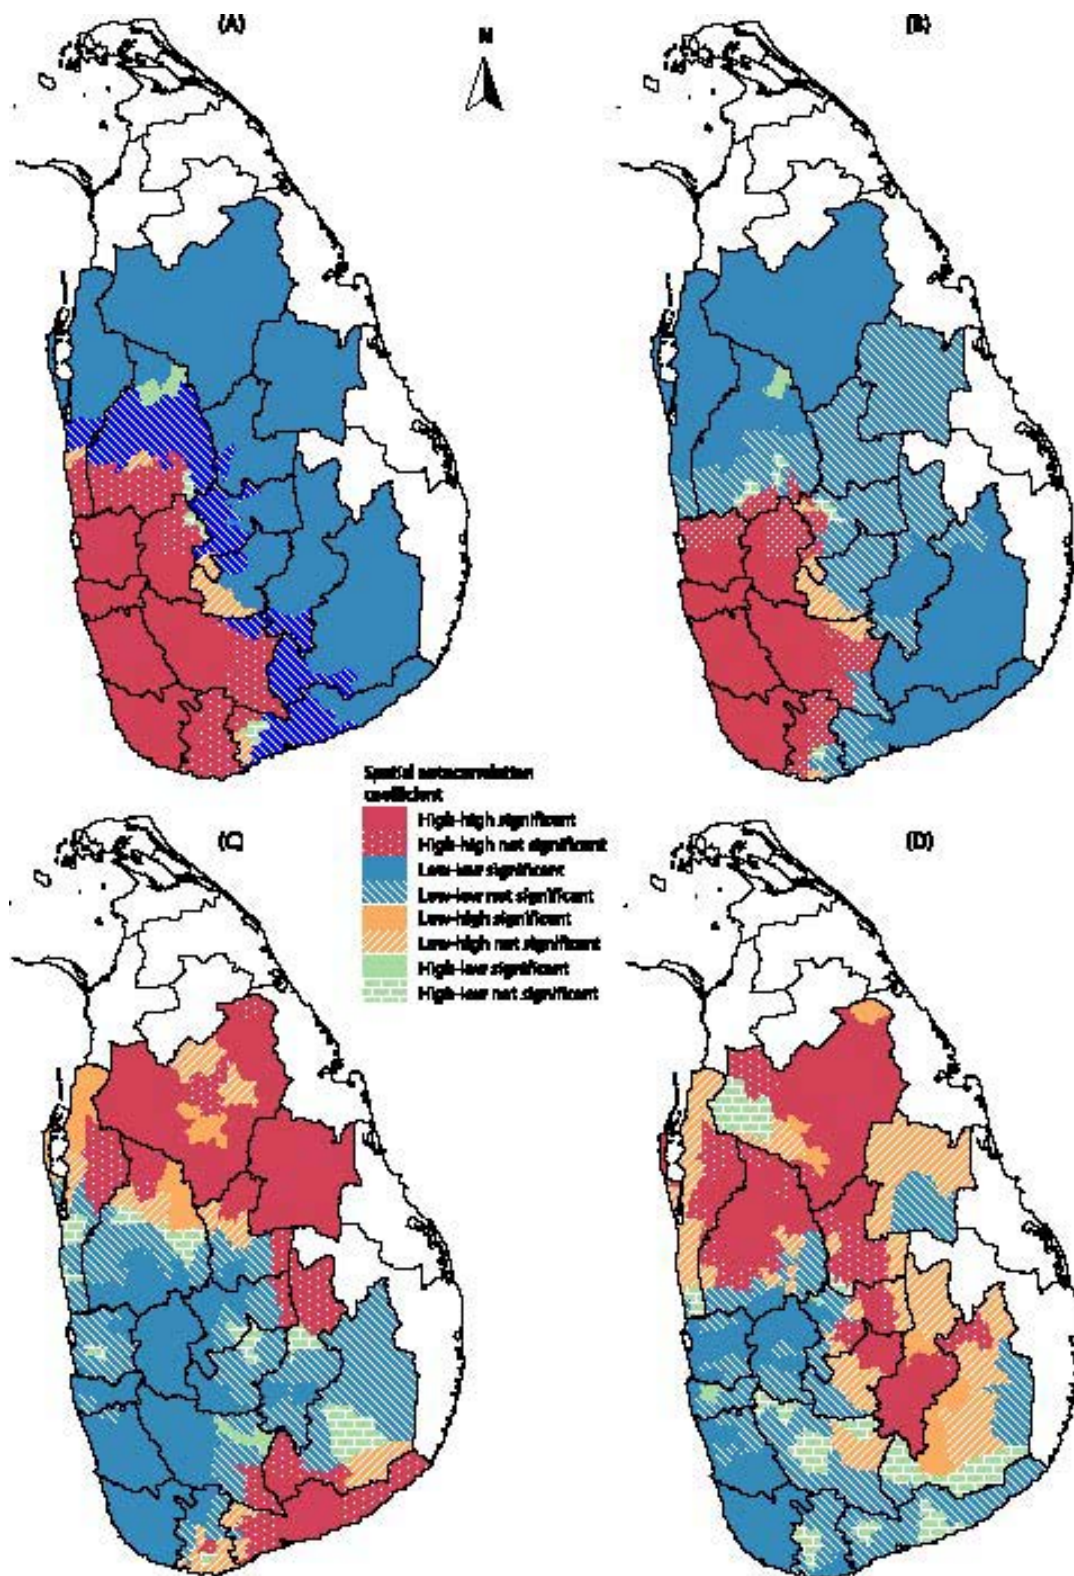 (A)
N
(B)
Spatial autocorrelation
coefficient
High-high significant
High-high not significant
Low-low significant
Low-low not significant
Low-high significant
Low-high not significant
High-low significant
High-low not significant
(C)
(D)